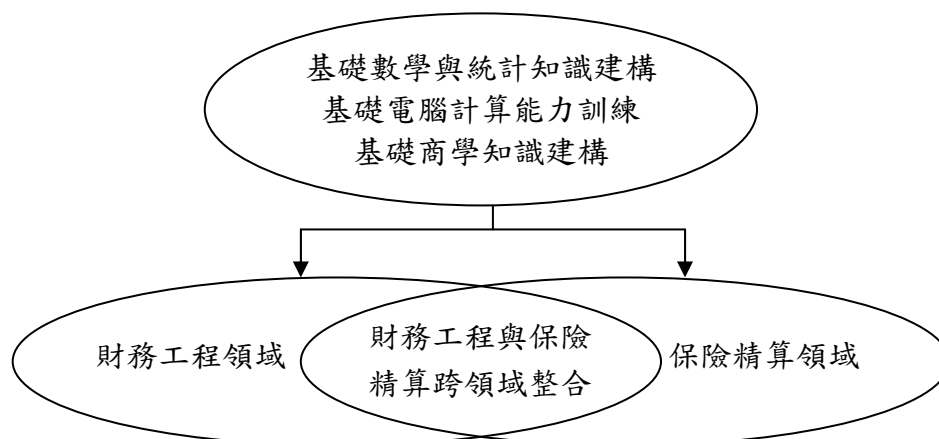 基礎數學與統計知識建構
基礎電腦計算能力訓練
基礎商學知識建構
財務工程領域
財務工程與保險
精算跨領域整合
保險精算領域